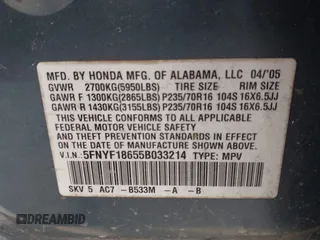 MFD. BY HONDA MFG. OF ALABAMA, LLC 04/'05
GVWR 2700KG(5950LBS) TIRE SIZE RIM SIZE
GAWR F 1300KG(2865LBS) P235/70R16 104S 16X6.5JJ
GAWR R 1430KG(3155LBS) P235/70R16 104S 16X6.5JJ
THIS VEHICLE CONFORMS TO ALL APPLICABLE
FEDERAL MOTOR VEHICLE SAFETY AND THEFT
PREVENTION STANDARDS IN EFFECT ON THE
DATE OF MANUFACTURE SHOWN ABOVE.
V.I.N: 5FNYF18655B033214 TYPE: MPV
SKV 5 AC7 -B533M -A -B
DREAMBID